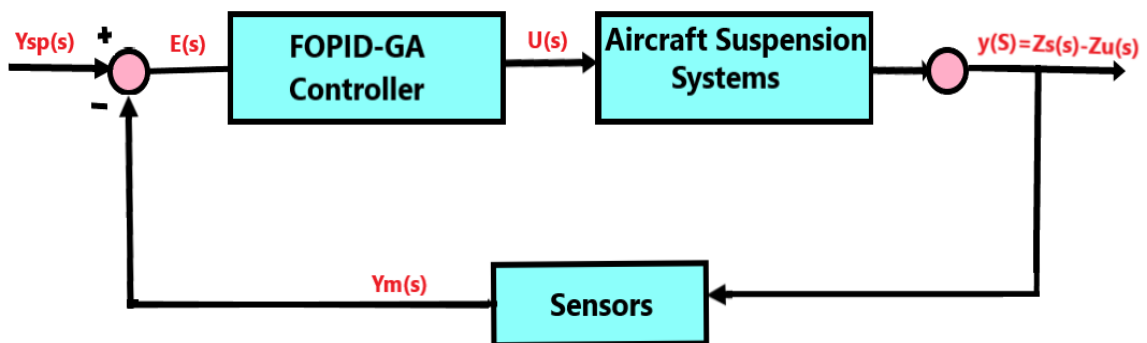 Ysp(s)
+
−
E(s)
FOPID-GA
Controller
U(s)
Aircraft Suspension
Systems
y(S)=Zs(s)-Zu(s)
Ym(s)
Sensors